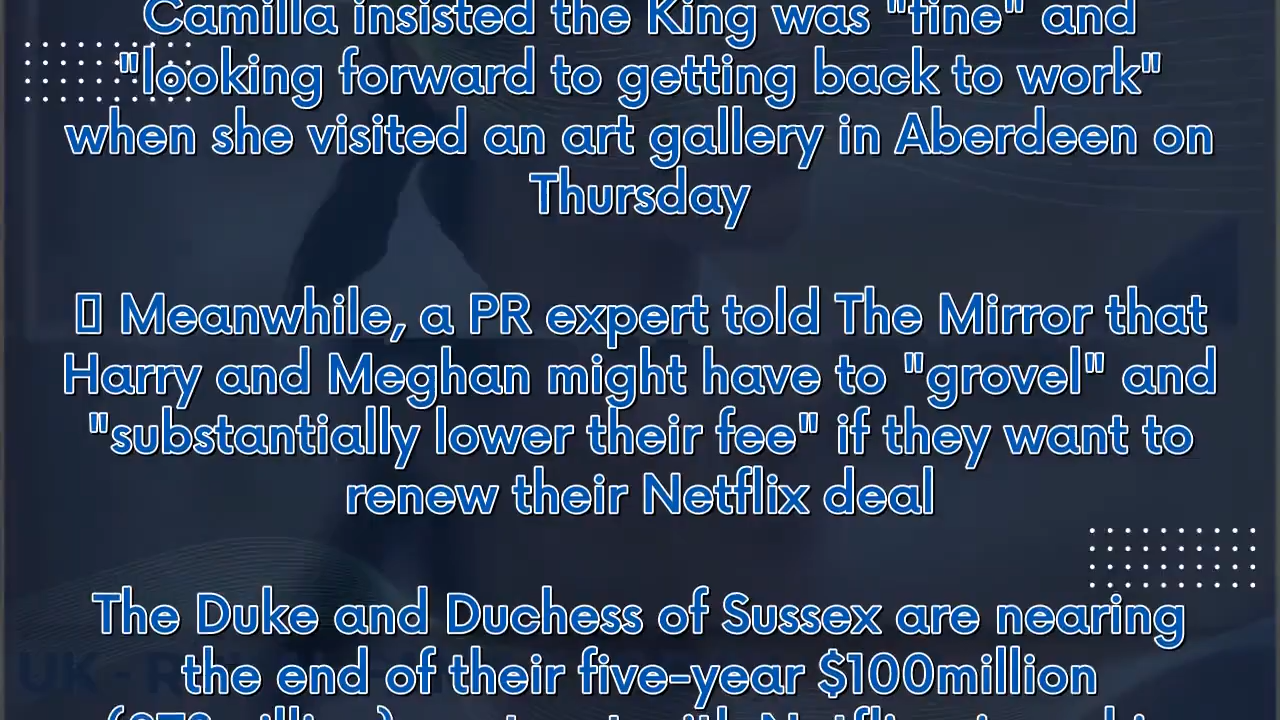 Camilla insisted the King was "fine" and
"looking forward to getting back to work"
when she visited an art gallery in Aberdeen on
Thursday
Meanwhile, a PR expert told The Mirror that
Harry and Meghan might have to "grovel" and
"substantially lower their fee" if they want to
renew their Netflix deal
The Duke and Duchess of Sussex are nearing
the end of their five-year $100million
UK -